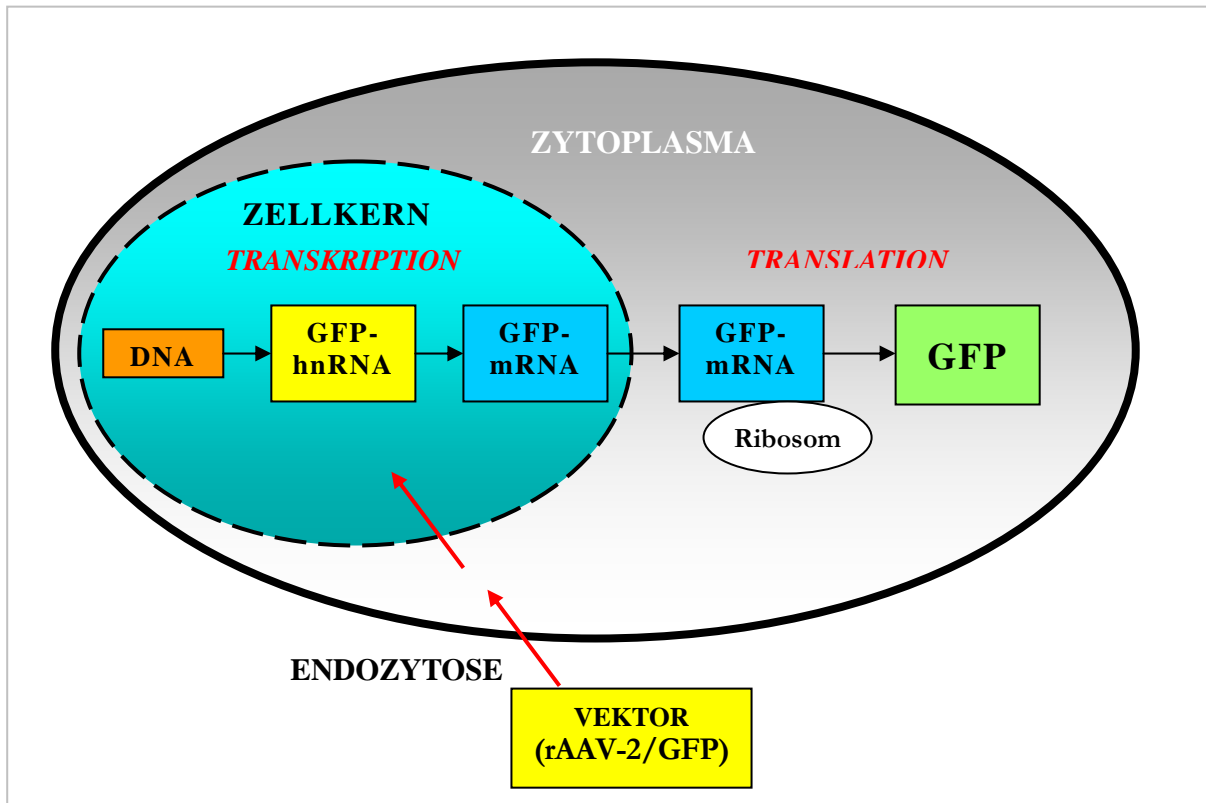 ZYTOPLASMA
ZELLKERN
TRANSKRIPTION
TRANSLATION
DNA
GFP-
hnRNA
GFP-
mRNA
GFP-
mRNA
GFP
Ribosom
ENDOZYTOSE
VEKTOR
(rAAV-2/GFP)